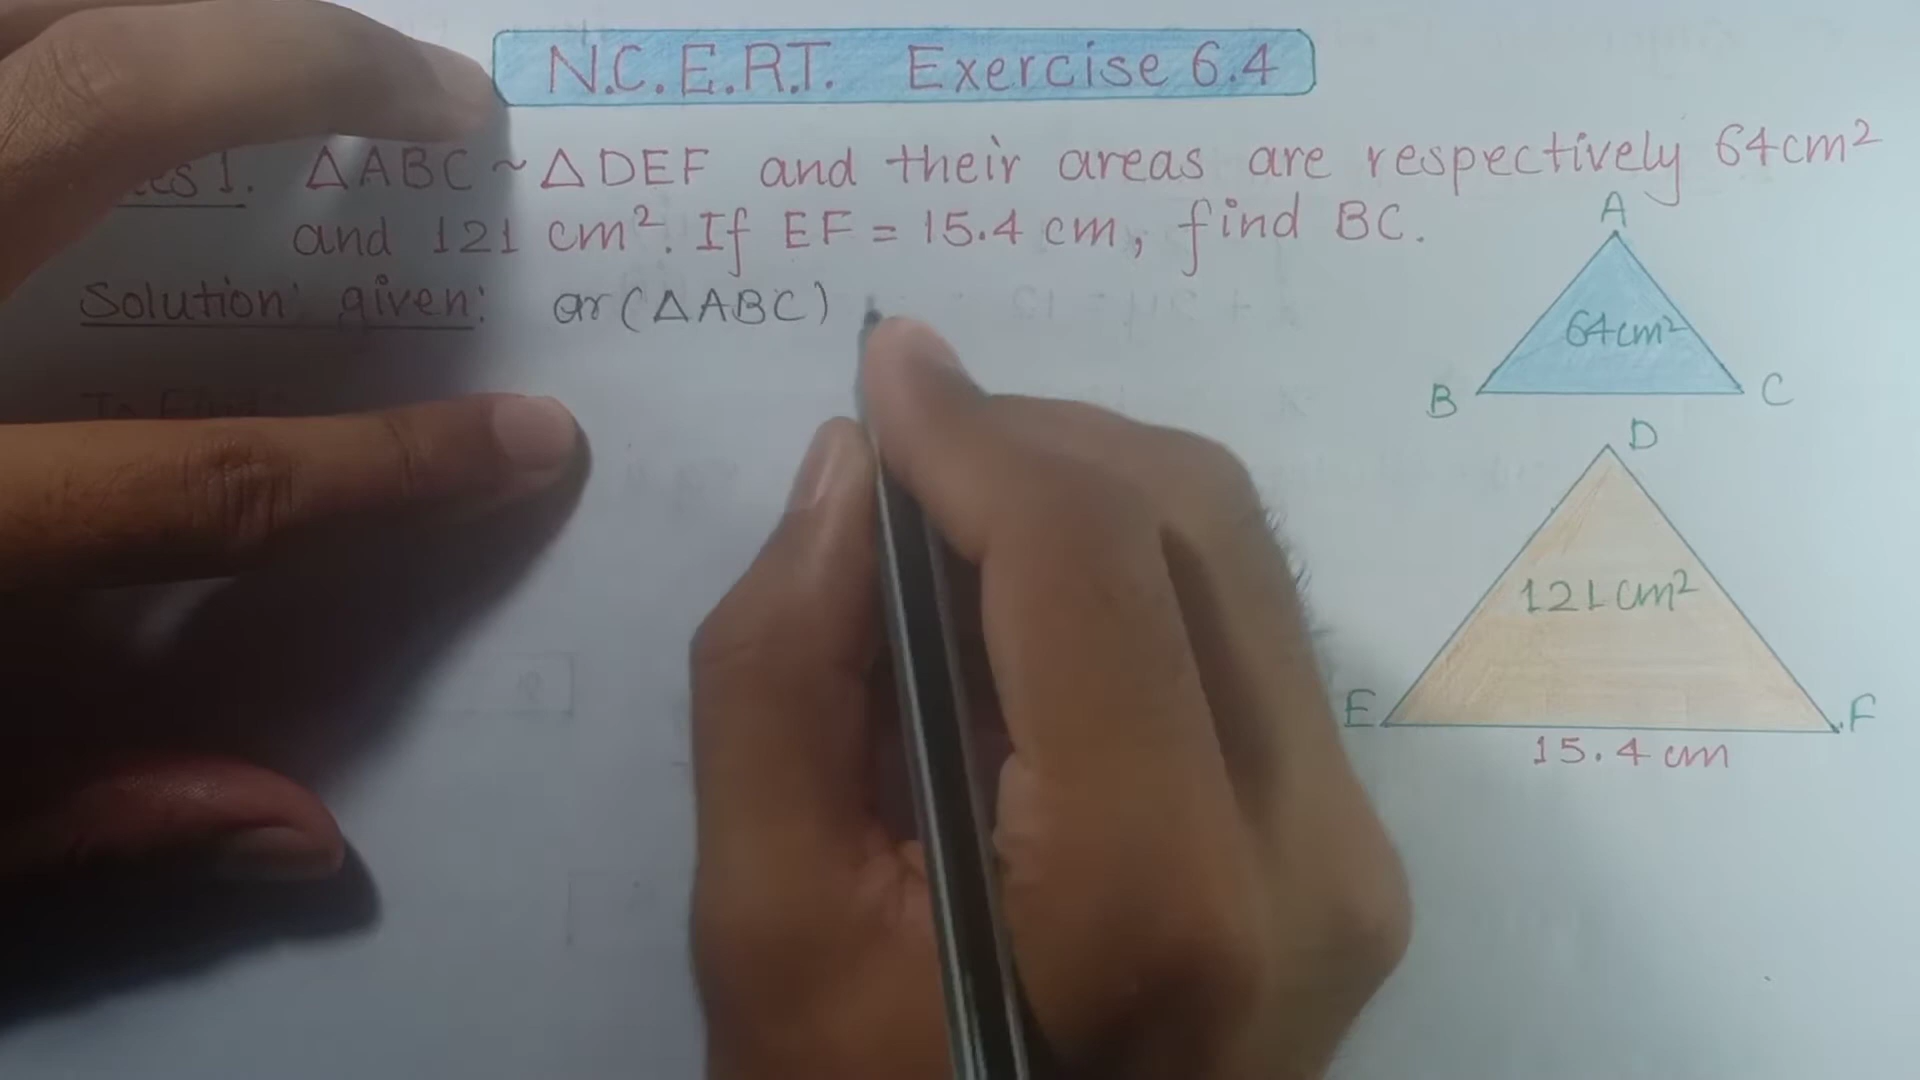 N.C.E.R.T. Exercise 6.4
1. ΔABC ~ ΔDEF and their areas are respectively 64cm²
and 121 cm². If EF = 15.4 cm, find BC.
Solution: given: ar(ΔABC)
A
64cm²
B C
D
121cm²
E F
15.4 cm